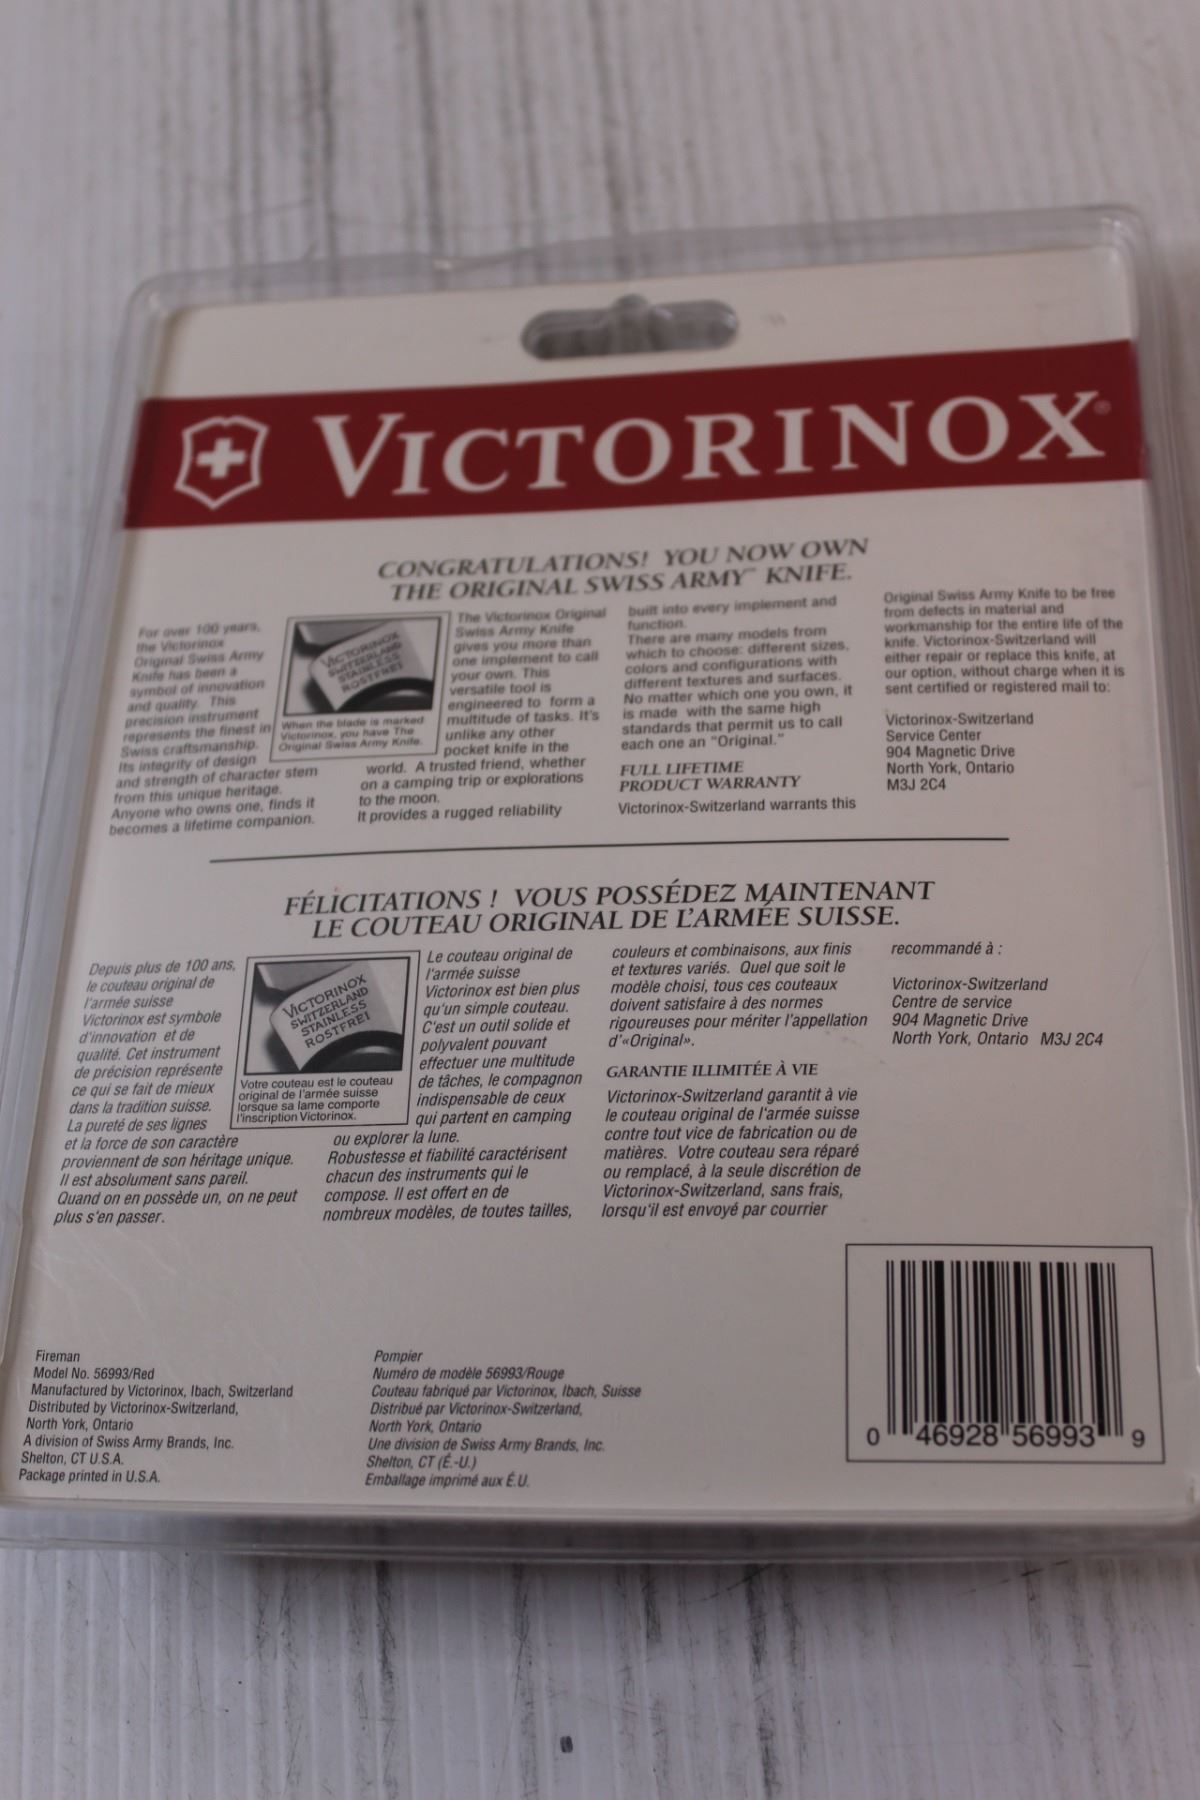 VICTORINOX®
CONGRATULATIONS! YOU NOW OWN
THE ORIGINAL SWISS ARMY™ KNIFE.
For over 100 years,
the Victorinox
Original Swiss Army
Knife has been a
symbol of innovation
and quality. This
precision instrument
represents the finest in
Swiss craftsmanship.
Its integrity of design
and strength of character stem
from this unique heritage.
Anyone who owns one, finds it
becomes a lifetime companion.
VICTORINOX
SWITZERLAND
STAINLESS
ROSTFREI
When the blade is marked
Victorinox, you have The
Original Swiss Army Knife.
The Victorinox Original
Swiss Army Knife
gives you more than
one implement to call
your own. This
versatile tool is
engineered to form a
multitude of tasks. It's
unlike any other
pocket knife in the
world. A trusted friend, whether
on a camping trip or explorations
to the moon.
It provides a rugged reliability
built into every implement and
function.
There are many models from
which to choose: different sizes,
colors and configurations with
different textures and surfaces.
No matter which one you own, it
is made with the same high
standards that permit us to call
each one an "Original."
FULL LIFETIME
PRODUCT WARRANTY
Victorinox-Switzerland warrants this
Original Swiss Army Knife to be free
from defects in material and
workmanship for the entire life of the
knife. Victorinox-Switzerland will
either repair or replace this knife, at
our option, without charge when it is
sent certified or registered mail to:
Victorinox-Switzerland
Service Center
904 Magnetic Drive
North York, Ontario
M3J 2C4
FÉLICITATIONS ! VOUS POSSÉDEZ MAINTENANT
LE COUTEAU ORIGINAL DE L'ARMÉE SUISSE.
Depuis plus de 100 ans,
le couteau original de
l'armée suisse
Victorinox est symbole
d'innovation et de
qualité. Cet instrument
de précision représente
ce qui se fait de mieux
dans la tradition suisse.
La pureté de ses lignes
et la force de son caractère
proviennent de son héritage unique.
Il est absolument sans pareil.
Quand on en possède un, on ne peut
plus s'en passer.
VICTORINOX
SWITZERLAND
STAINLESS
ROSTFREI
Votre couteau est le couteau
original de l'armée suisse
lorsque sa lame comporte
l'inscription Victorinox.
Le couteau original de
l'armée suisse
Victorinox est bien plus
qu'un simple couteau.
C'est un outil solide et
polyvalent pouvant
effectuer une multitude
de tâches, le compagnon
indispensable de ceux
qui partent en camping
ou explorer la lune.
Robustesse et fiabilité caractérisent
chacun des instruments qui le
compose. Il est offert en de
nombreux modèles, de toutes tailles,
couleurs et combinaisons, aux finis
et textures variés. Quel que soit le
modèle choisi, tous ces couteaux
doivent satisfaire à des normes
rigoureuses pour mériter l'appellation
d'«Original».
GARANTIE ILLIMITÉE À VIE
Victorinox-Switzerland garantit à vie
le couteau original de l'armée suisse
contre tout vice de fabrication ou de
matières. Votre couteau sera réparé
ou remplacé, à la seule discrétion de
Victorinox-Switzerland, sans frais,
lorsqu'il est envoyé par courrier
recommandé à :
Victorinox-Switzerland
Centre de service
904 Magnetic Drive
North York, Ontario M3J 2C4
Fireman
Model No. 56993/Red
Manufactured by Victorinox, Ibach, Switzerland
Distributed by Victorinox-Switzerland,
North York, Ontario
A division of Swiss Army Brands, Inc.
Shelton, CT U.S.A.
Package printed in U.S.A.
Pompier
Numéro de modèle 56993/Rouge
Couteau fabriqué par Victorinox, Ibach, Suisse
Distribué par Victorinox-Switzerland,
North York, Ontario
Une division de Swiss Army Brands, Inc.
Shelton, CT (É.-U.)
Emballage imprimé aux É.U.
0 46928 56993 9